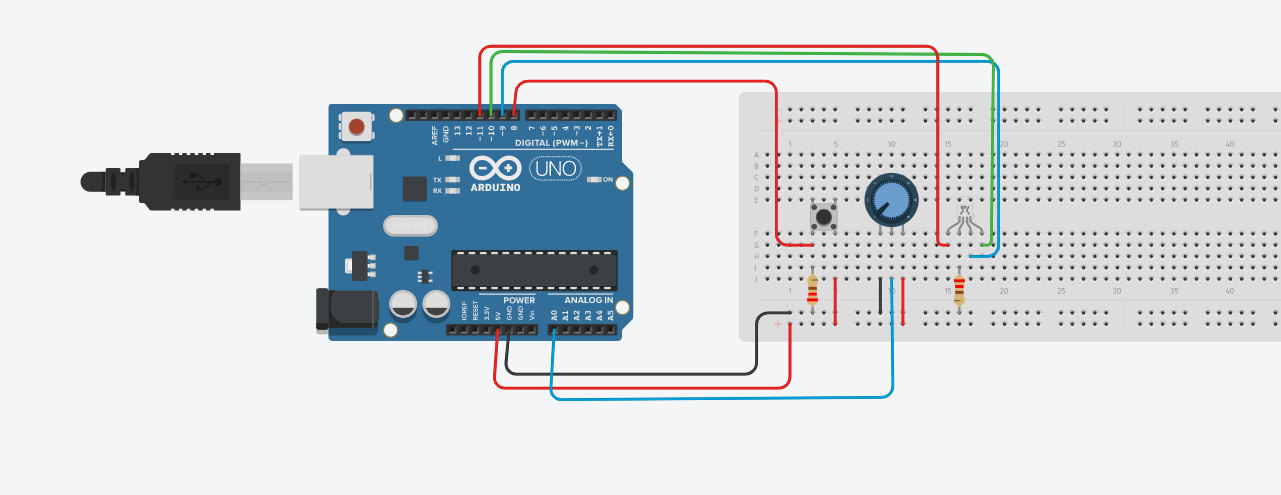 AREF
GND
13
12
~11
~10
~9
8
7
~6
~5
4
~3
2
TX→1
RX←0
DIGITAL (PWM~)
L
TX
RX
UNO
ON
ARDUINO
POWER
ANALOG IN
IOREF
RESET
3.3V
5V
GND
GND
Vin
A0
A1
A2
A3
A4
A5
1 5 10 15 20 25 30 35 40
A
B
C
D
E
F
G
H
I
J
1 5 10 15 20 25 30 35 40